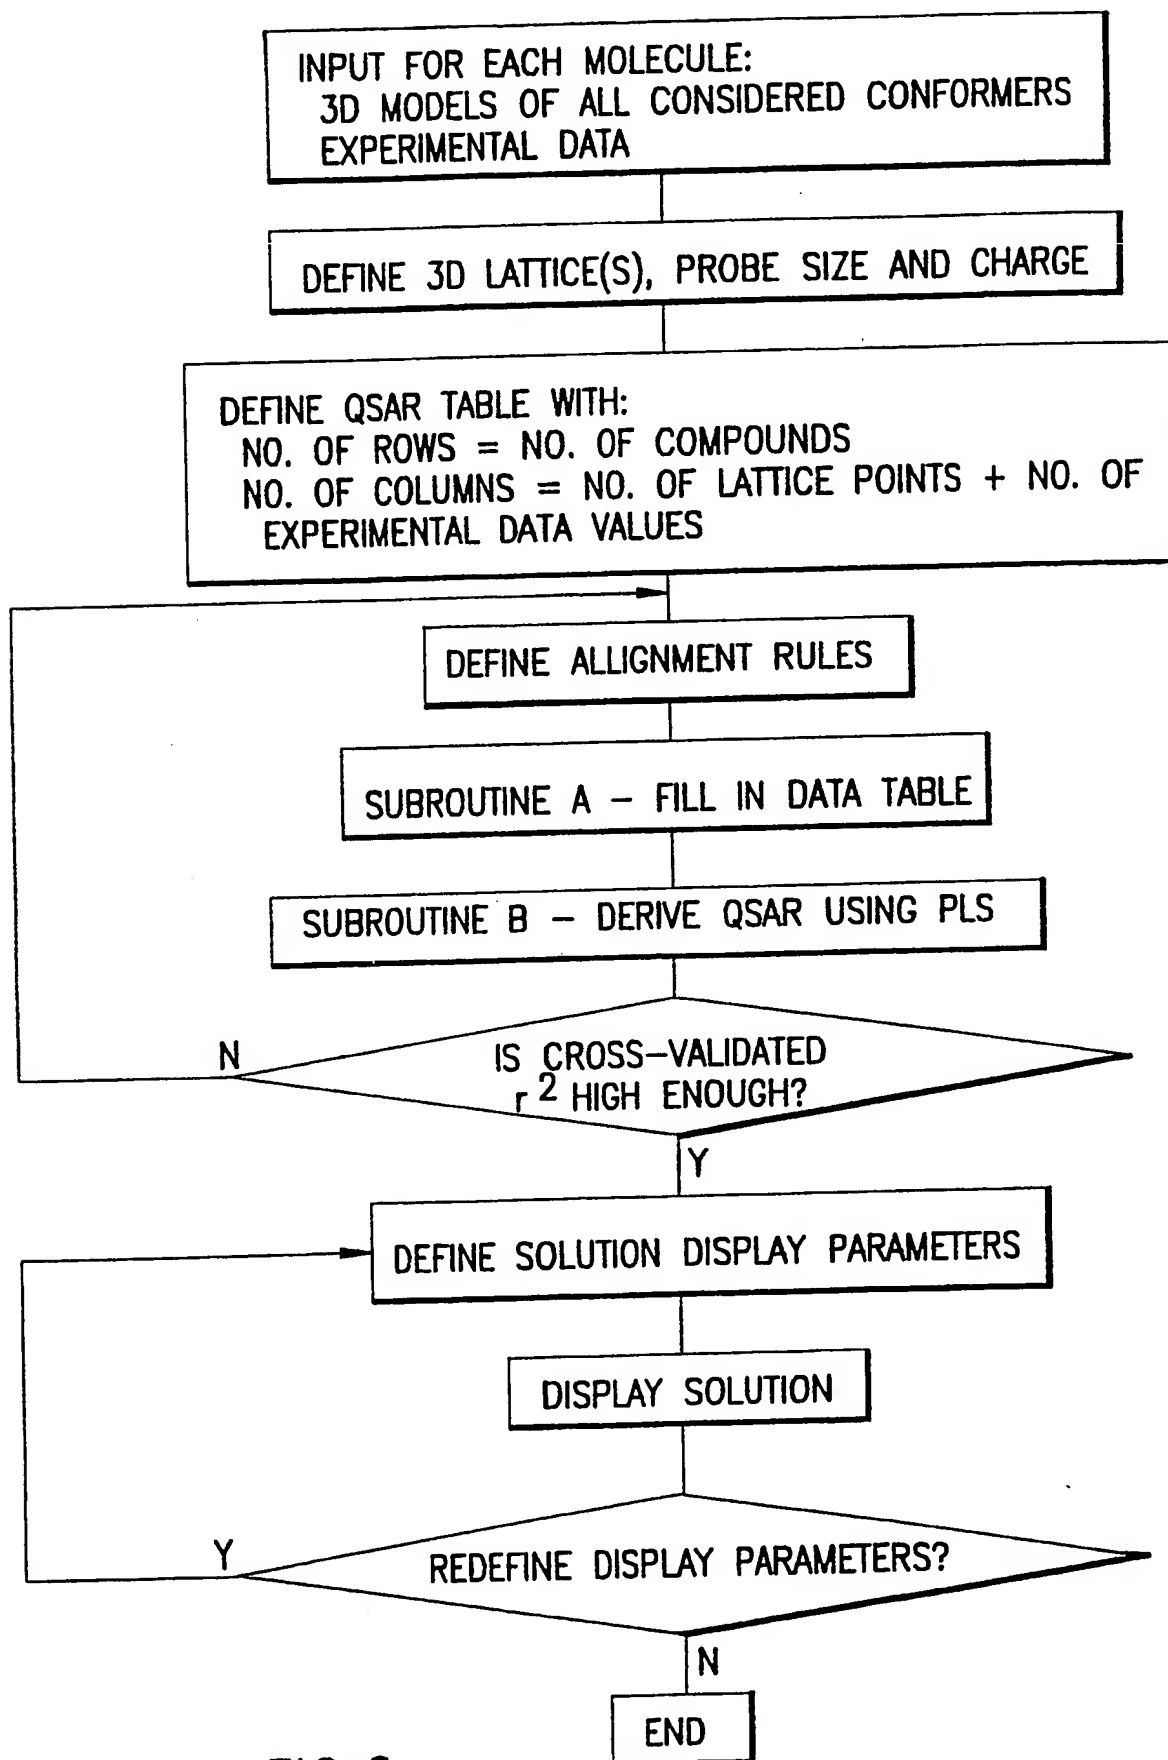 INPUT FOR EACH MOLECULE:
3D MODELS OF ALL CONSIDERED CONFORMERS
EXPERIMENTAL DATA
DEFINE 3D LATTICE(S), PROBE SIZE AND CHARGE
DEFINE QSAR TABLE WITH:
NO. OF ROWS = NO. OF COMPOUNDS
NO. OF COLUMNS = NO. OF LATTICE POINTS + NO. OF
EXPERIMENTAL DATA VALUES
DEFINE ALLIGNMENT RULES
SUBROUTINE A – FILL IN DATA TABLE
SUBROUTINE B – DERIVE QSAR USING PLS
N
IS CROSS-VALIDATED
r² HIGH ENOUGH?
Y
DEFINE SOLUTION DISPLAY PARAMETERS
DISPLAY SOLUTION
Y
REDEFINE DISPLAY PARAMETERS?
N
END